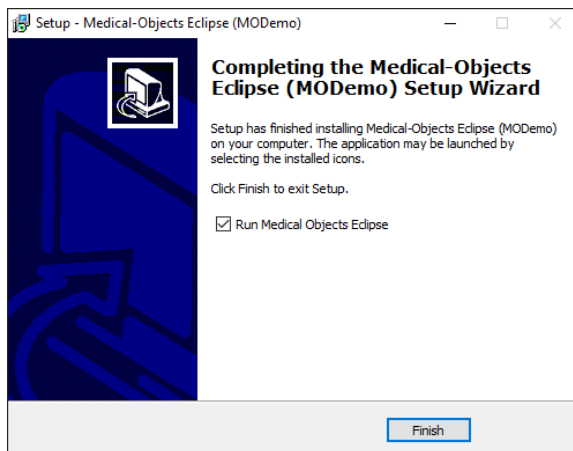 Setup - Medical-Objects Eclipse (MODemo)
Completing the Medical-Objects
Eclipse (MODemo) Setup Wizard
Setup has finished installing Medical-Objects Eclipse (MODemo)
on your computer. The application may be launched by
selecting the installed icons.
Click Finish to exit Setup.
Run Medical Objects Eclipse
Finish